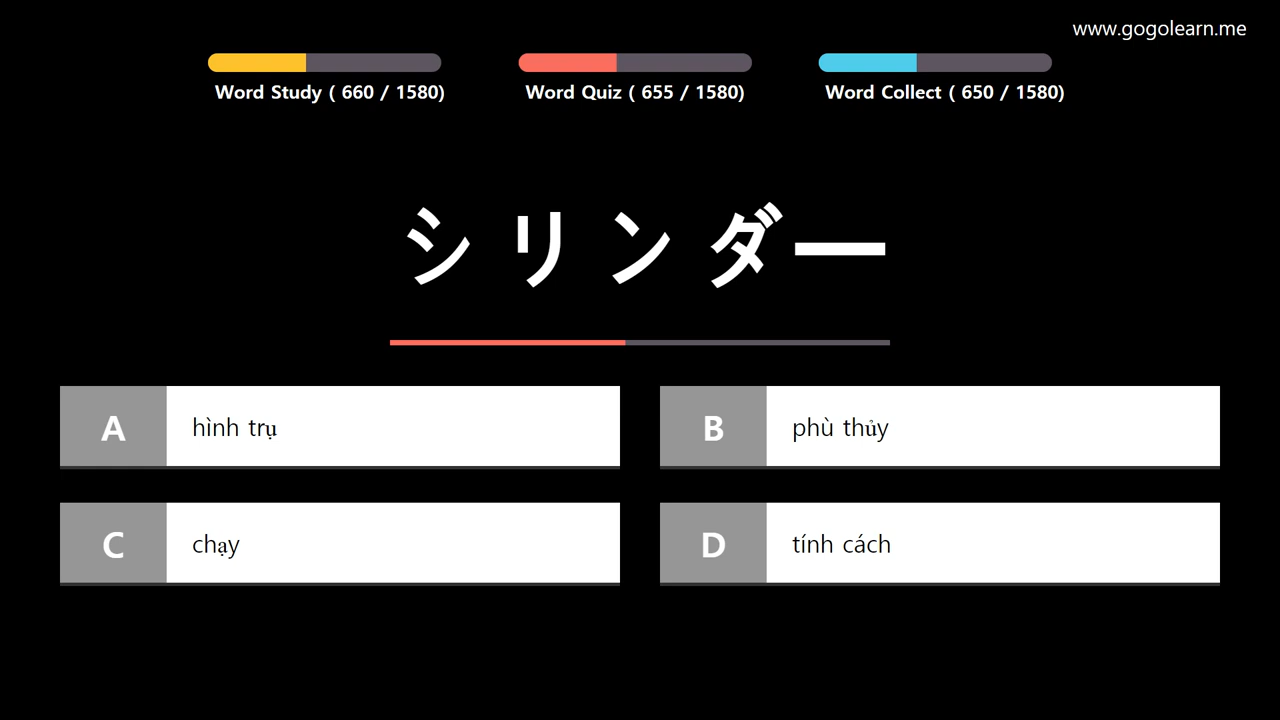 www.gogolearn.me
Word Study ( 660 / 1580)
Word Quiz ( 655 / 1580)
Word Collect ( 650 / 1580)
シリンダー
A hình trụ
B phù thủy
C chạy
D tính cách